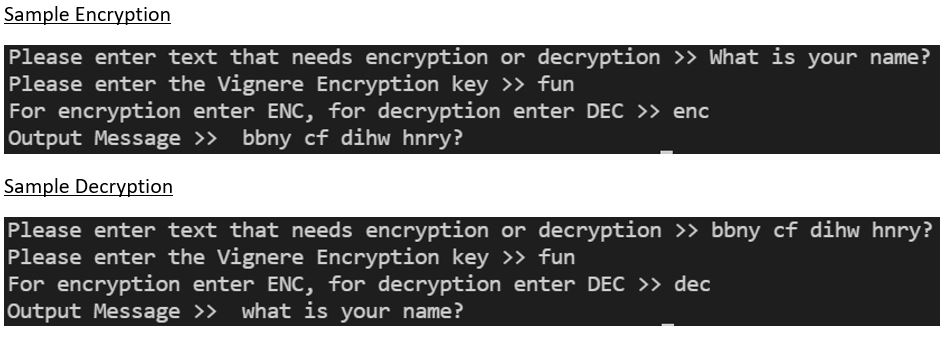 Sample Encryption
Please enter text that needs encryption or decryption >> What is your name?
Please enter the Vignere Encryption key >> fun
For encryption enter ENC, for decryption enter DEC >> enc
Output Message >>  bbny cf dihw hnry?
Sample Decryption
Please enter text that needs encryption or decryption >> bbny cf dihw hnry?
Please enter the Vignere Encryption key >> fun
For encryption enter ENC, for decryption enter DEC >> dec
Output Message >>  what is your name?